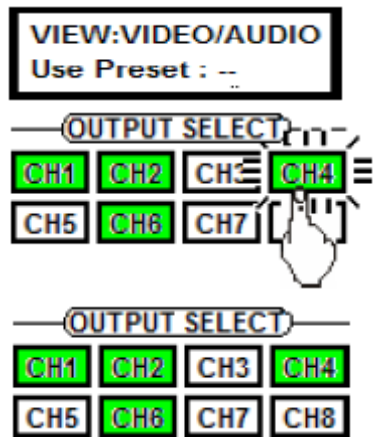 VIEW:VIDEO/AUDIO
Use Preset : --
OUTPUT SELECT
CH1 CH2 CH3 CH4
CH5 CH6 CH7
OUTPUT SELECT
CH1 CH2 CH3 CH4
CH5 CH6 CH7 CH8